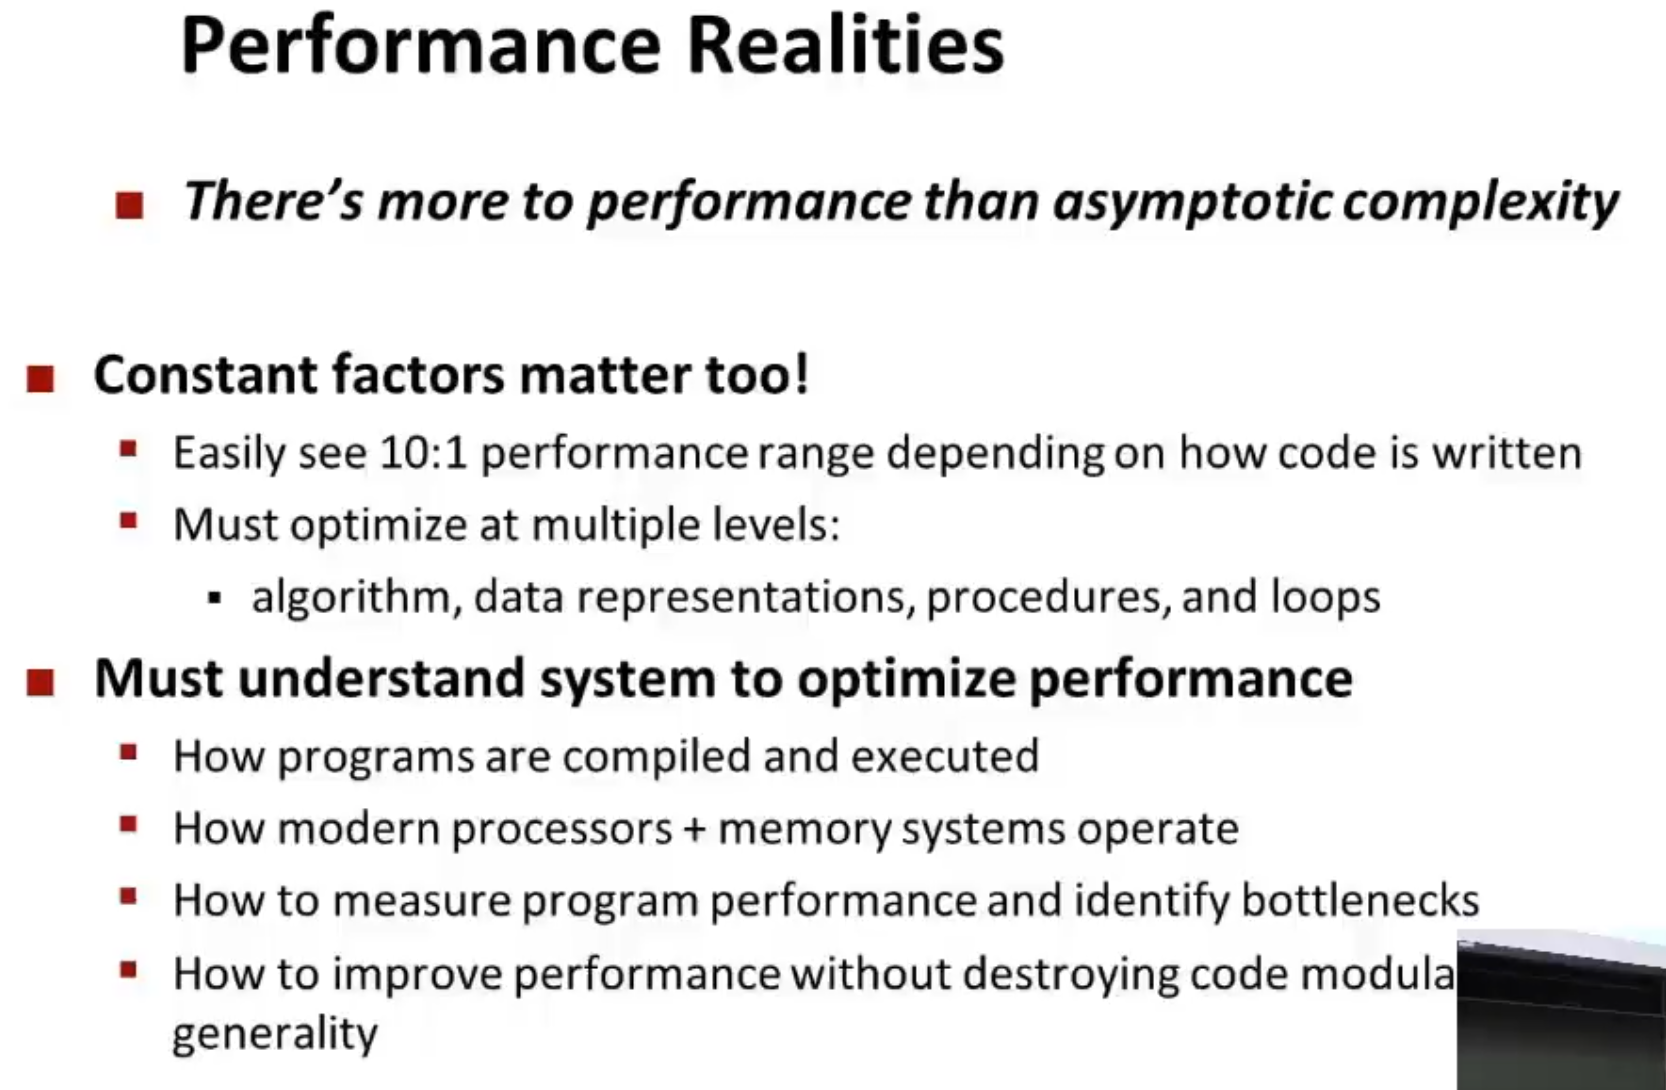 Performance Realities
There’s more to performance than asymptotic complexity
Constant factors matter too!
Easily see 10:1 performance range depending on how code is written
Must optimize at multiple levels:
algorithm, data representations, procedures, and loops
Must understand system to optimize performance
How programs are compiled and executed
How modern processors + memory systems operate
How to measure program performance and identify bottlenecks
How to improve performance without destroying code modula
generality